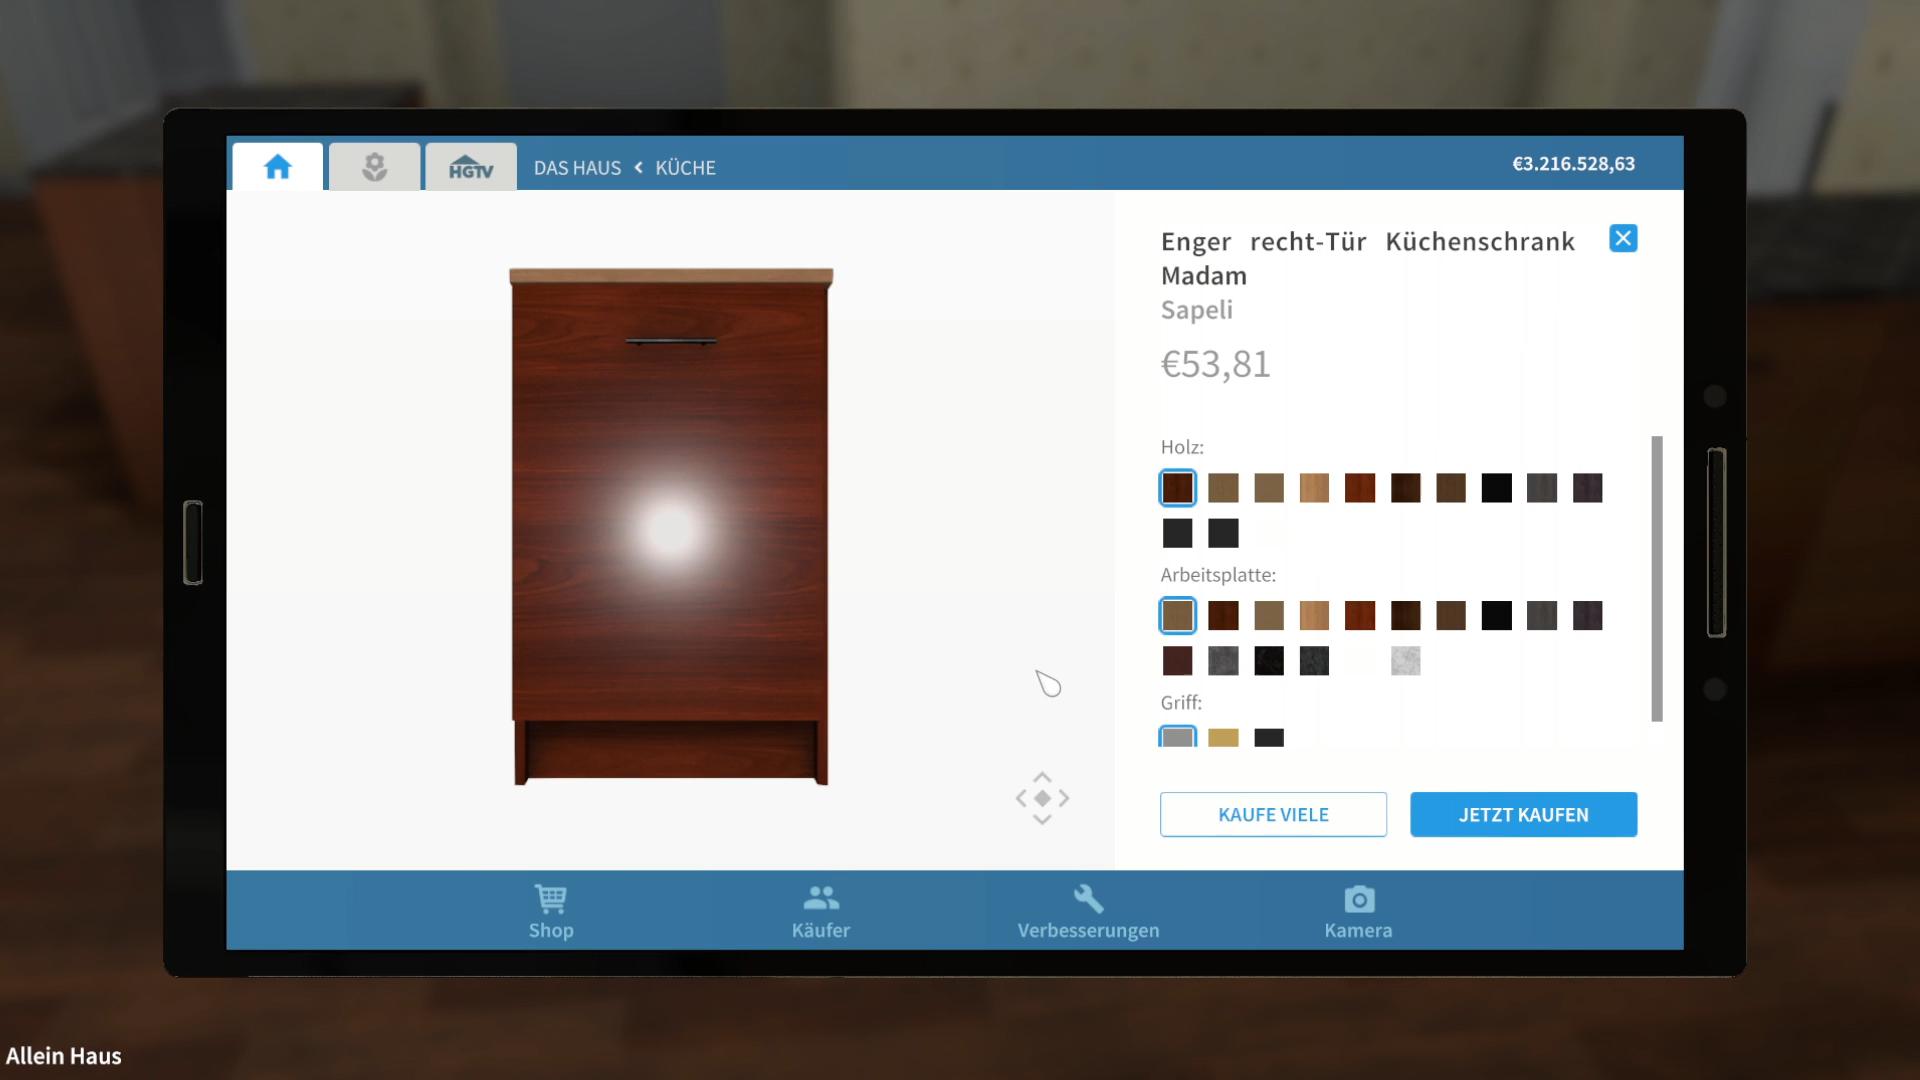 HGTV
DAS HAUS < KÜCHE
€3.216.528,63
Enger recht-Tür Küchenschrank
Madam
Sapeli
€53,81
Holz:
Arbeitsplatte:
Griff:
KAUFE VIELE
JETZT KAUFEN
Shop
Käufer
Verbesserungen
Kamera
Allein Haus